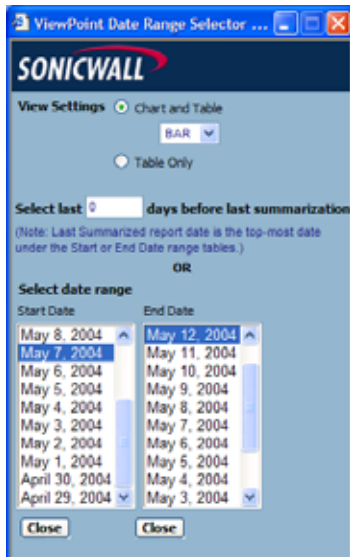 ViewPoint Date Range Selector ...
SONICWALL
View Settings Chart and Table
BAR
Table Only
Select last 0 days before last summarization
(Note: Last Summarized report date is the top-most date
under the Start or End Date range tables.)
OR
Select date range
Start Date End Date
May 8, 2004 May 12, 2004
May 7, 2004 May 11, 2004
May 6, 2004 May 10, 2004
May 5, 2004 May 9, 2004
May 4, 2004 May 8, 2004
May 3, 2004 May 7, 2004
May 2, 2004 May 6, 2004
May 1, 2004 May 5, 2004
April 30, 2004 May 4, 2004
April 29, 2004 May 3, 2004
Close Close